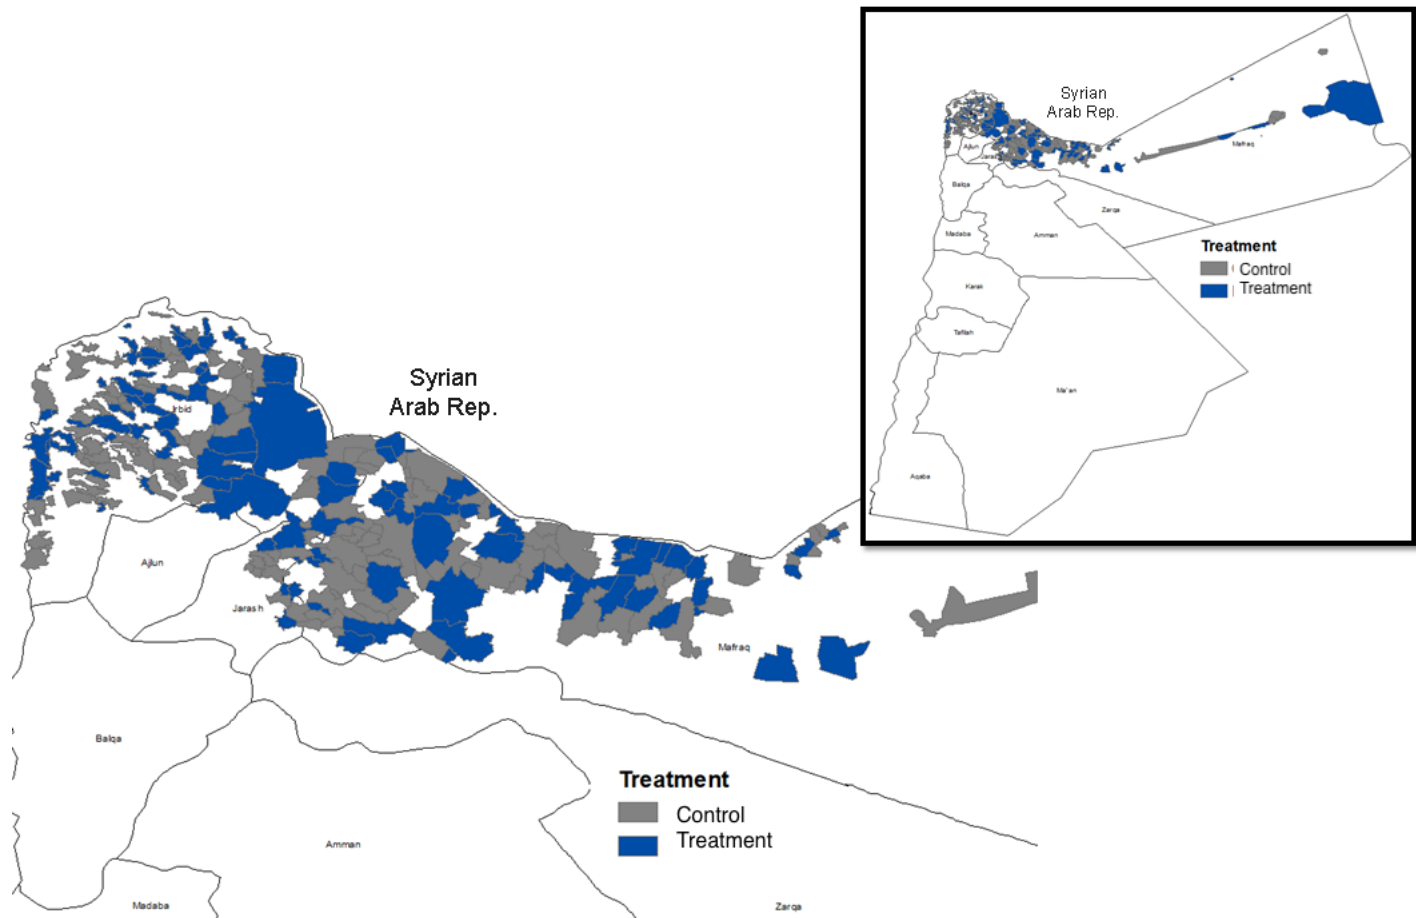 Syrian
Arab Rep.
Ajlun
Jarash
Mafraq
Balqa
Zarqa
Madaba
Amman
Treatment
Control
Treatment
Karak
Tafilah
Ma'an
Aqaba
Syrian
Arab Rep.
Irbid
Ajlun
Jarash
Mafraq
Balqa
Treatment
Control
Treatment
Amman
Madaba
Zarqa